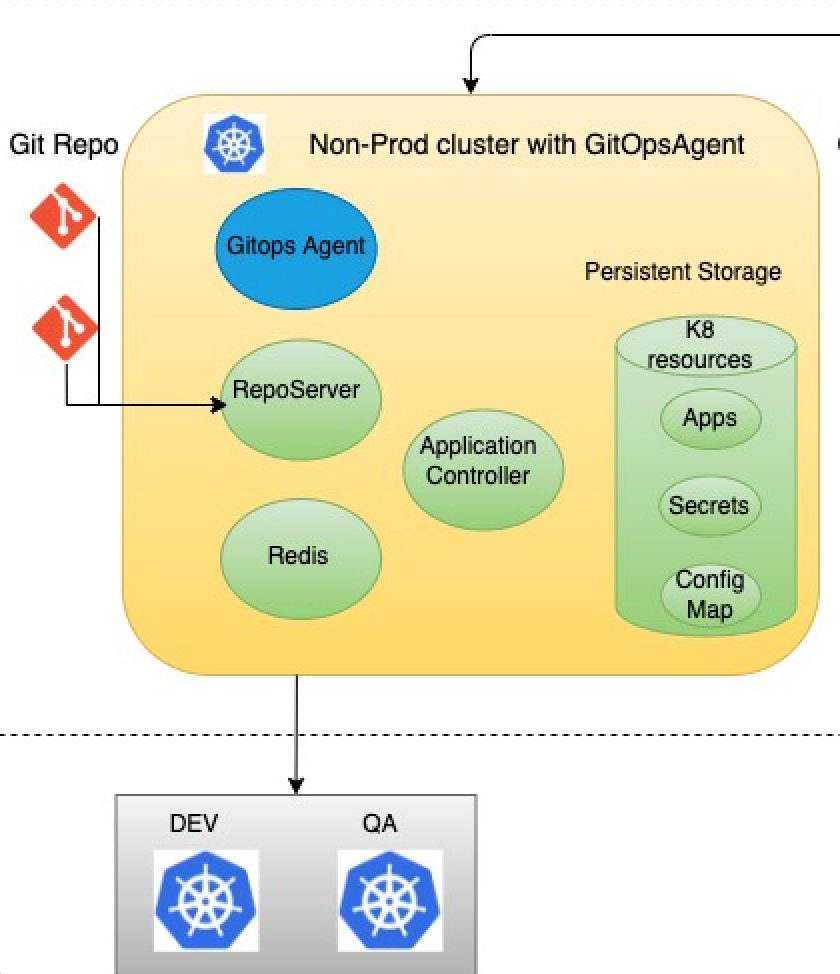 Git Repo
Non-Prod cluster with GitOpsAgent
Gitops Agent
Persistent Storage
K8
resources
RepoServer
Apps
Application
Controller
Secrets
Redis
Config
Map
DEV
QA